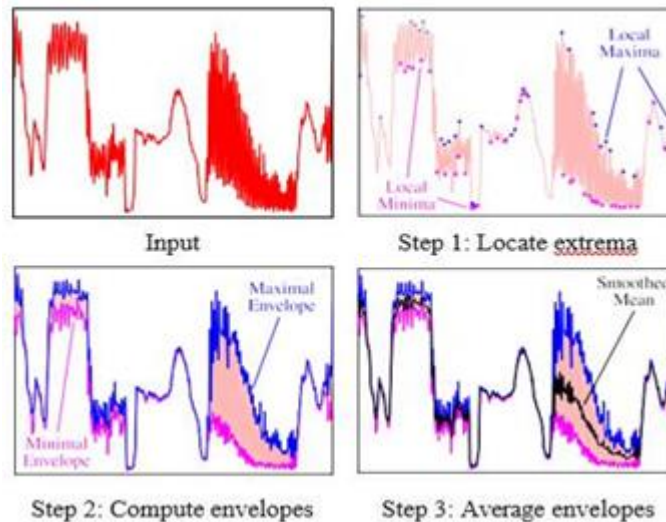 Local
Maxima
Local
Minima
Input
Step 1: Locate extrema
Maximal
Envelope
Minimal
Envelope
Smoothed
Mean
Step 2: Compute envelopes
Step 3: Average envelopes